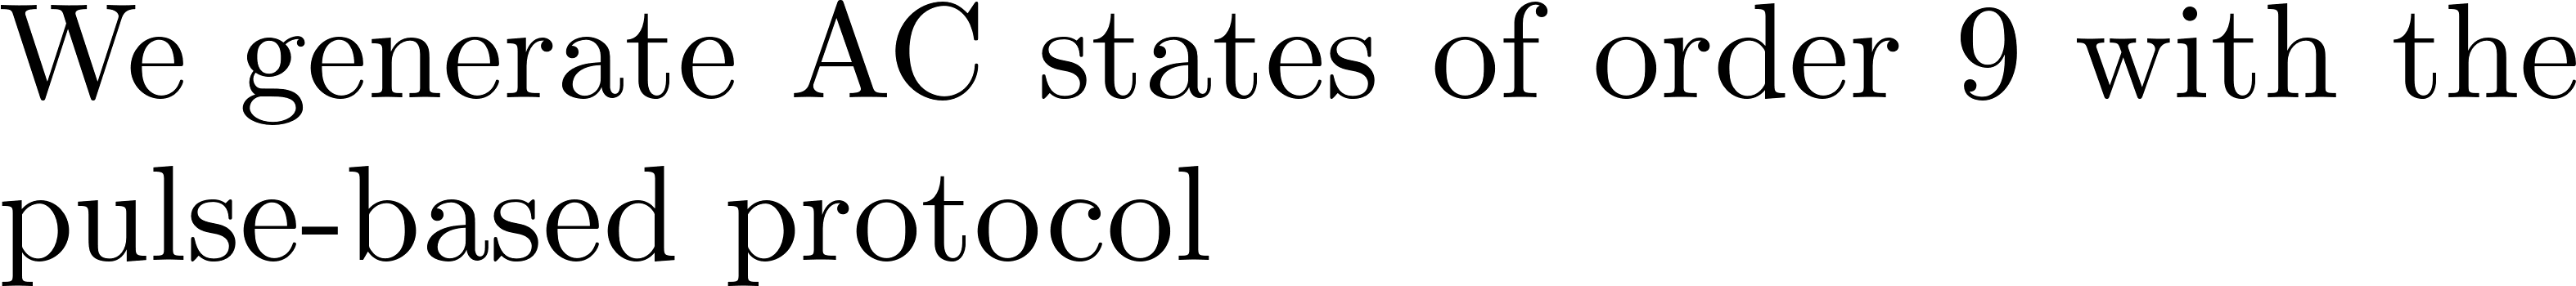 We generate AC states of order 9 with the
pulse-based protocol